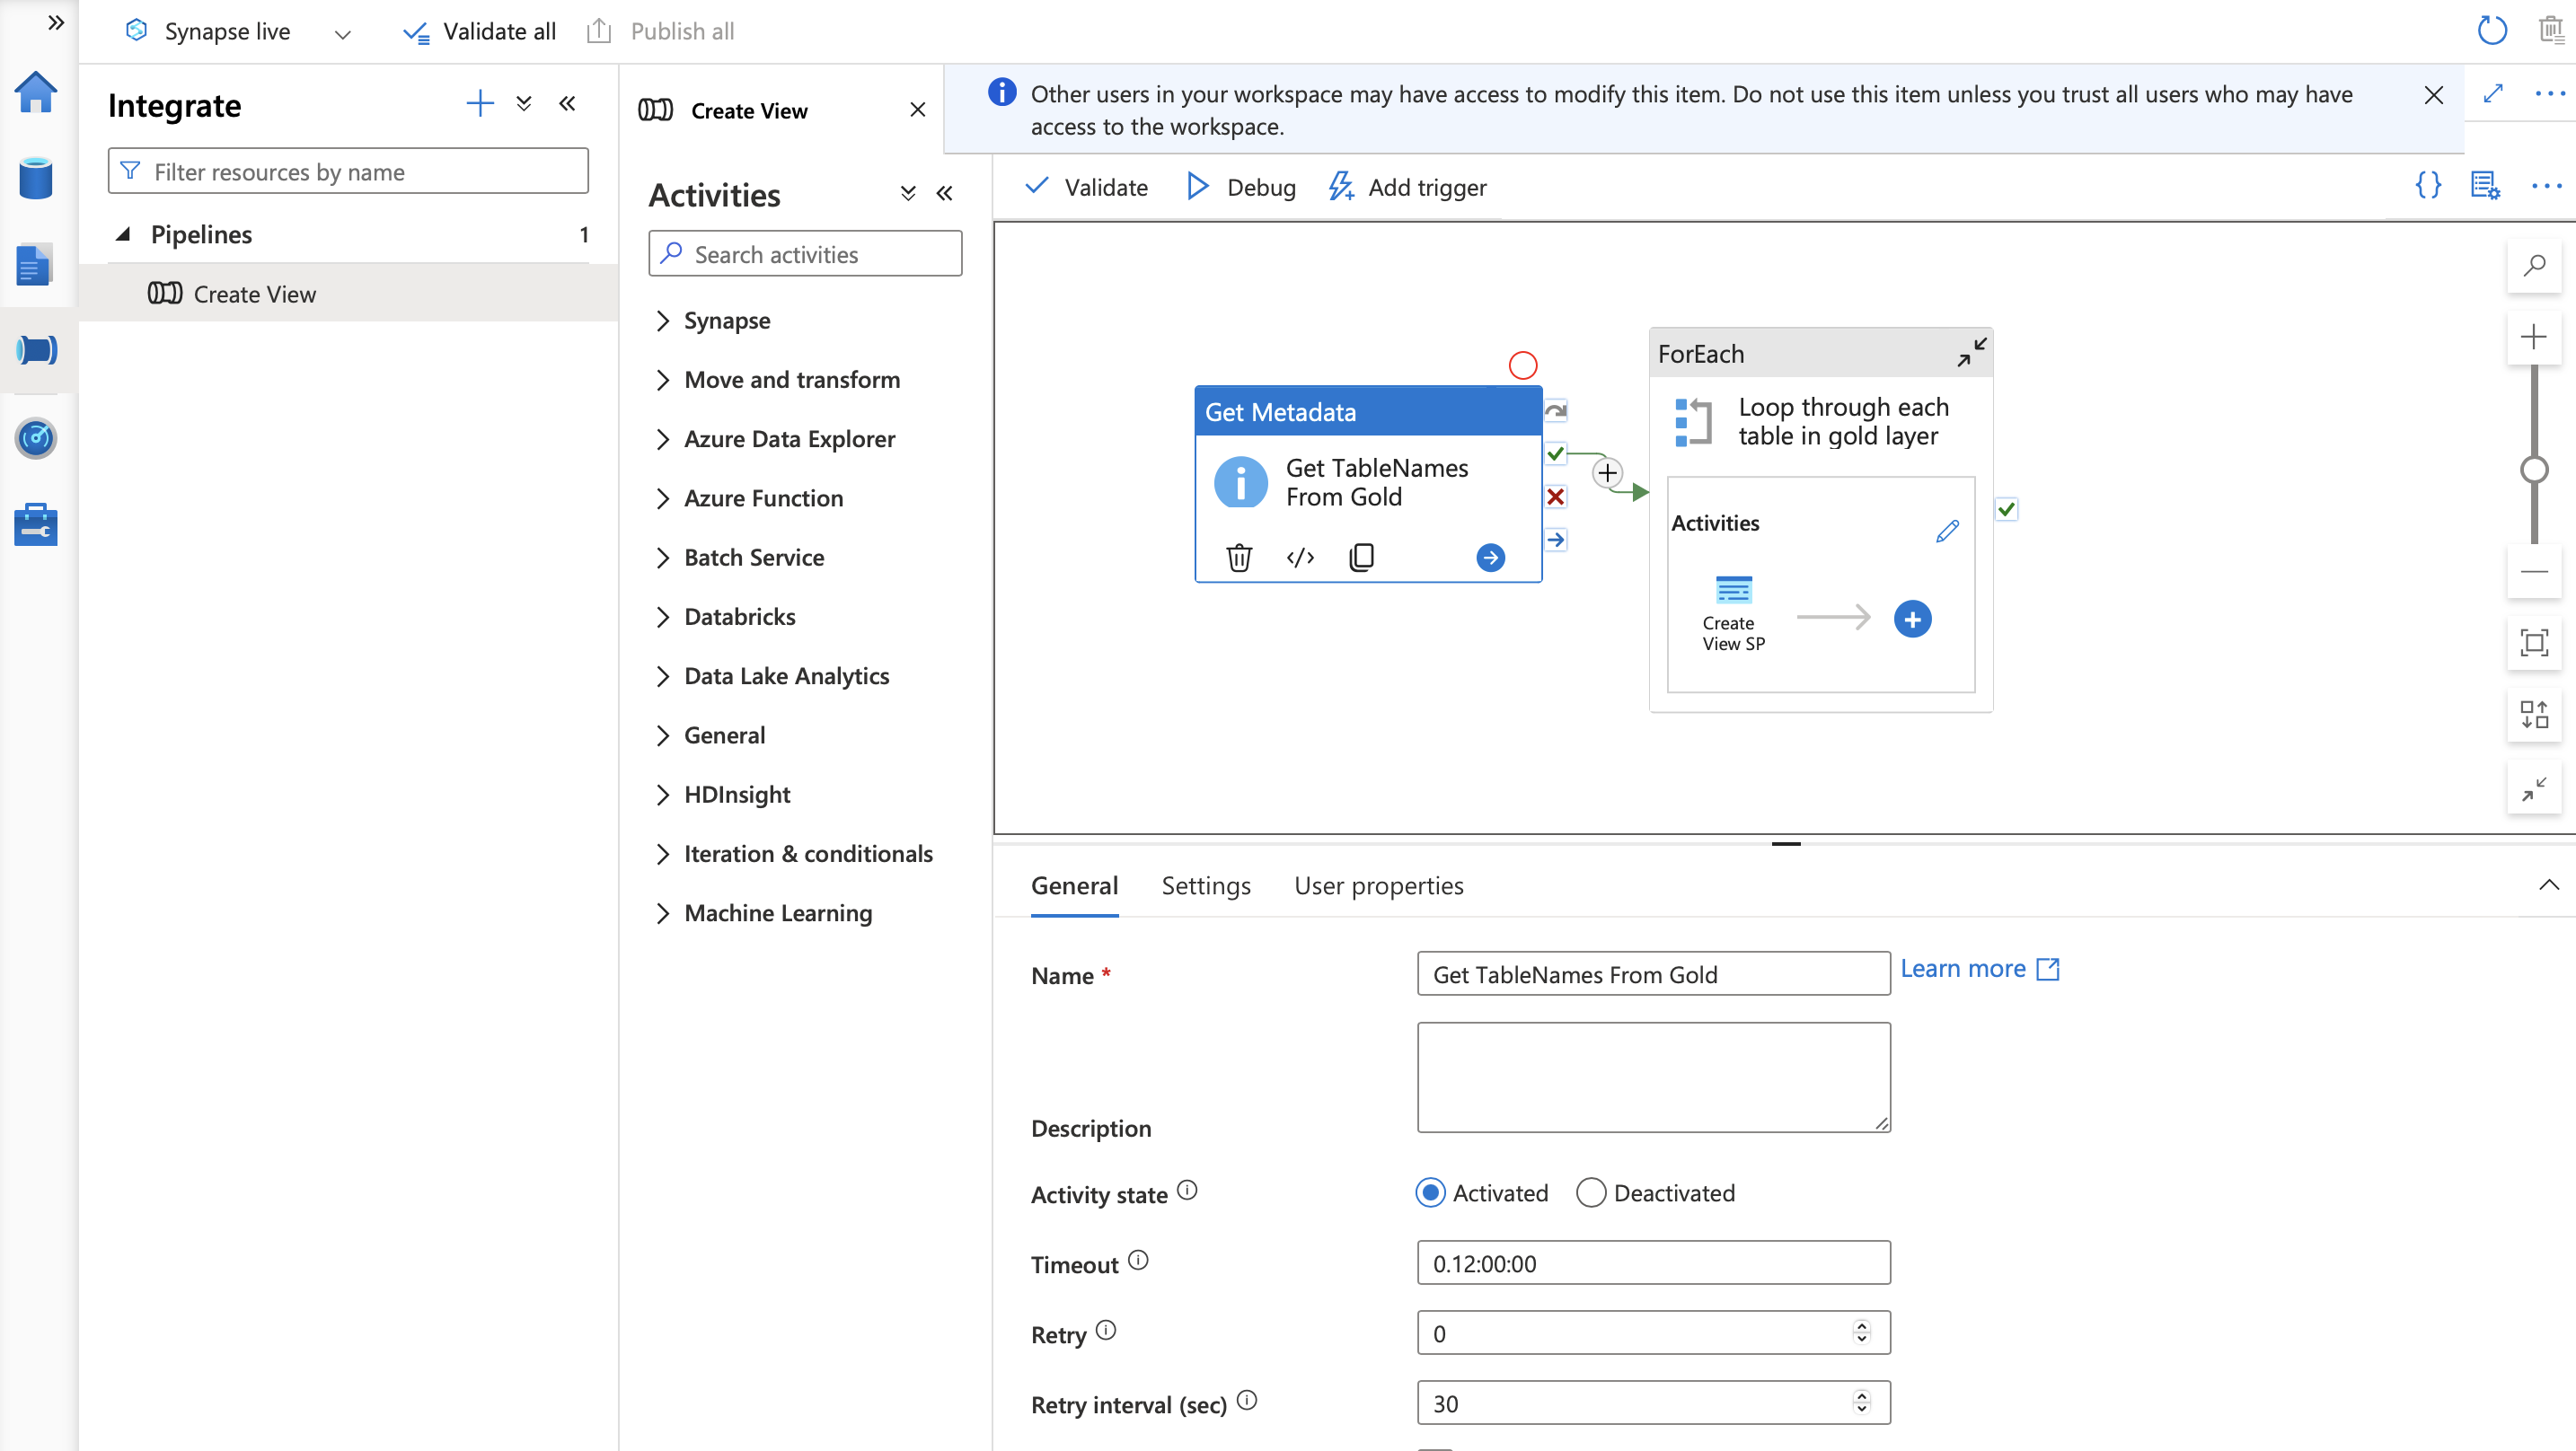 Synapse live
Validate all
Publish all
Integrate
Filter resources by name
Pipelines
1
Create View
Create View
Activities
Search activities
Synapse
Move and transform
Azure Data Explorer
Azure Function
Batch Service
Databricks
Data Lake Analytics
General
HDInsight
Iteration & conditionals
Machine Learning
Other users in your workspace may have access to modify this item. Do not use this item unless you trust all users who may have
access to the workspace.
Validate
Debug
Add trigger
Get Metadata
Get TableNames
From Gold
ForEach
Loop through each
table in gold layer
Activities
Create
View SP
General
Settings
User properties
Name *
Get TableNames From Gold
Learn more
Description
Activity state
Activated
Deactivated
Timeout
0.12:00:00
Retry
0
Retry interval (sec)
30